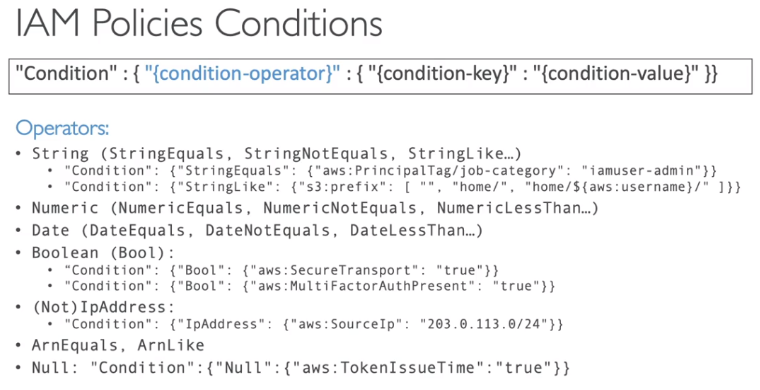 IAM Policies Conditions
"Condition" : { "{condition-operator}" : { "{condition-key}" : "{condition-value}" }}
Operators:
• String (StringEquals, StringNotEquals, StringLike…)
• "Condition": {"StringEquals": {"aws:PrincipalTag/job-category": "iamuser-admin"}}
• "Condition": {"StringLike": {"s3:prefix": [ "", "home/", "home/${aws:username}/" ]}}
• Numeric (NumericEquals, NumericNotEquals, NumericLessThan…)
• Date (DateEquals, DateNotEquals, DateLessThan…)
• Boolean (Bool):
• "Condition": {"Bool": {"aws:SecureTransport": "true"}}
• "Condition": {"Bool": {"aws:MultiFactorAuthPresent": "true"}}
• (Not)IpAddress:
• "Condition": {"IpAddress": {"aws:SourceIp": "203.0.113.0/24"}}
• ArnEquals, ArnLike
• Null: "Condition":{"Null":{"aws:TokenIssueTime":"true"}}